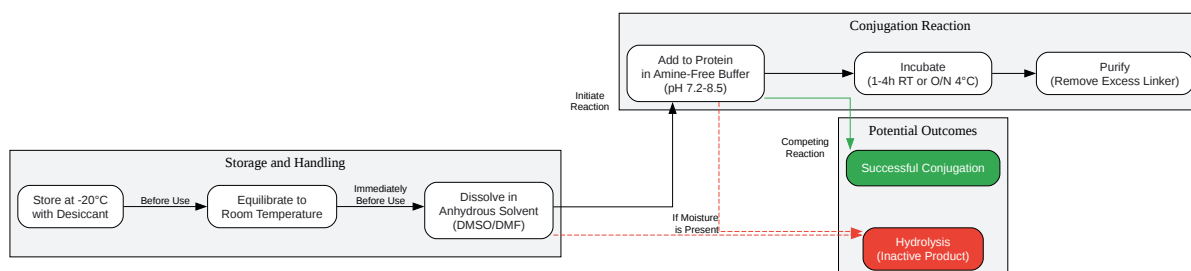 Conjugation Reaction
Add to Protein
in Amine-Free Buffer
(pH 7.2-8.5)
Incubate
(1-4h RT or O/N 4°C)
Purify
(Remove Excess Linker)
Initiate
Reaction
Potential Outcomes
Competing
Reaction
Successful Conjugation
Storage and Handling
Store at -20°C
with Desiccant
Before Use
Equilibrate to
Room Temperature
Immediately
Before Use
Dissolve in
Anhydrous Solvent
(DMSO/DMF)
If Moisture
is Present
Hydrolysis
(Inactive Product)